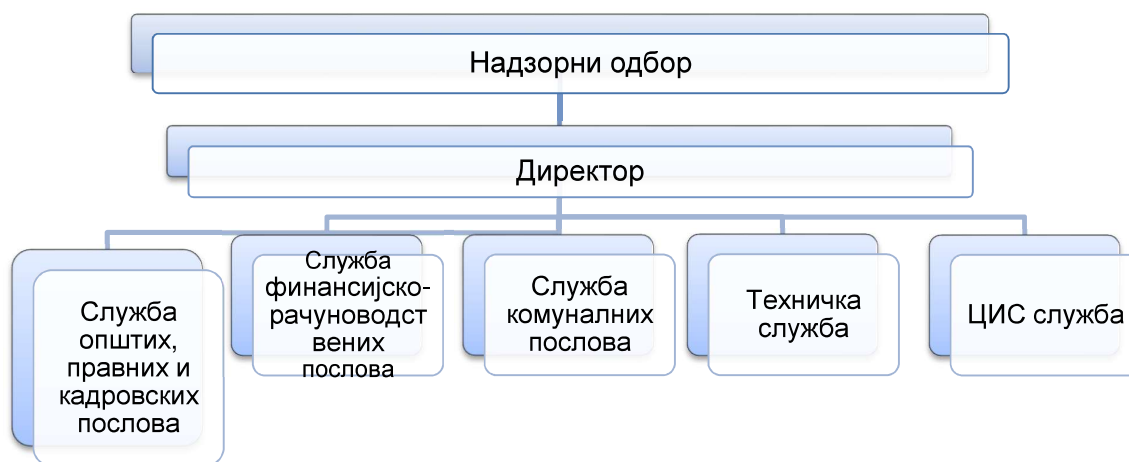 Надзорни одбор
Директор
Служба
општих,
правних и
кадровских
послова
Служба
финансијско-
рачуноводст
вених
послова
Служба
комуналних
послова
Техничка
служба
ЦИС служба